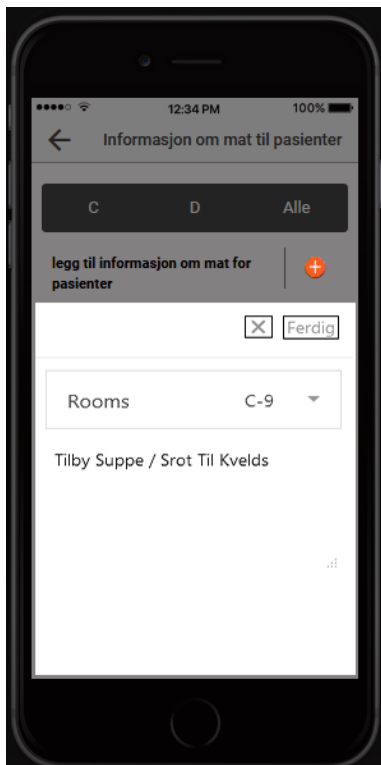 12:34 PM 100%
Informasjon om mat til pasienter
C D Alle
legg til informasjon om mat for
pasienter
Ferdig
Rooms C-9
Tilby Suppe / Srot Til Kvelds